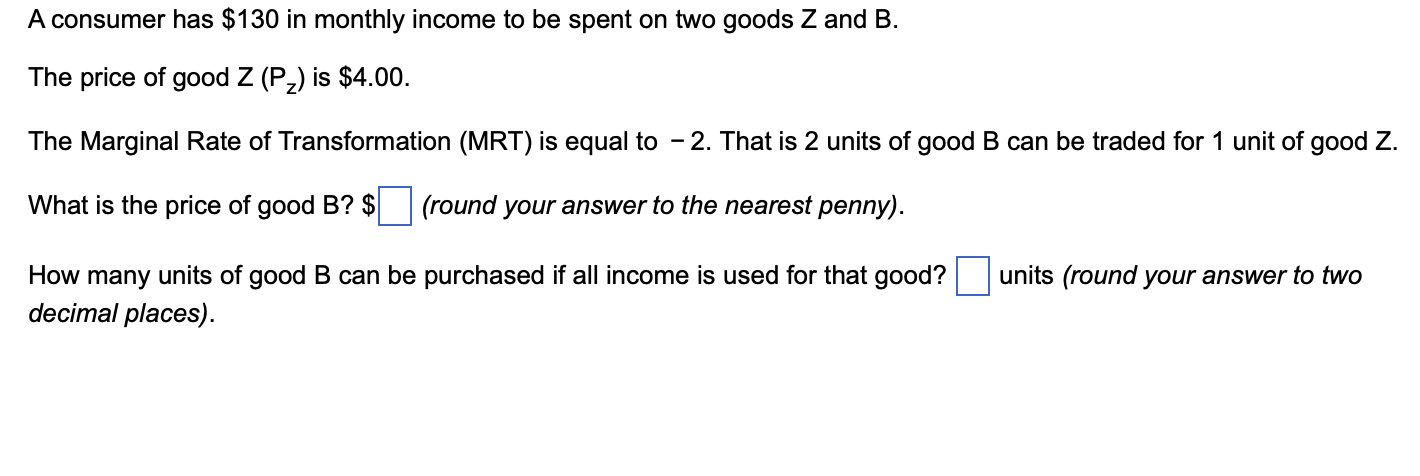 A consumer has $130 in monthly income to be spent on two goods Z and B.
The price of good Z (Pz) is $4.00.
The Marginal Rate of Transformation (MRT) is equal to − 2. That is 2 units of good B can be traded for 1 unit of good Z.
What is the price of good B? $ (round your answer to the nearest penny).
How many units of good B can be purchased if all income is used for that good? units (round your answer to two
decimal places).